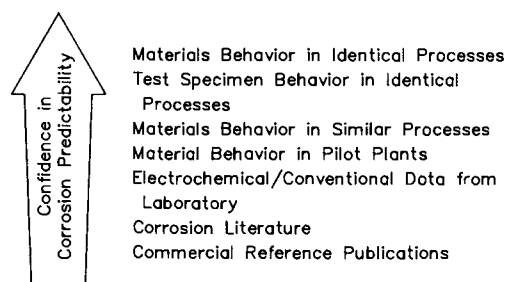 Confidence in
Corrosion Predictability
Materials Behavior in Identical Processes
Test Specimen Behavior in Identical
Processes
Materials Behavior in Similar Processes
Material Behavior in Pilot Plants
Electrochemical/Conventional Data from
Laboratory
Corrosion Literature
Commercial Reference Publications